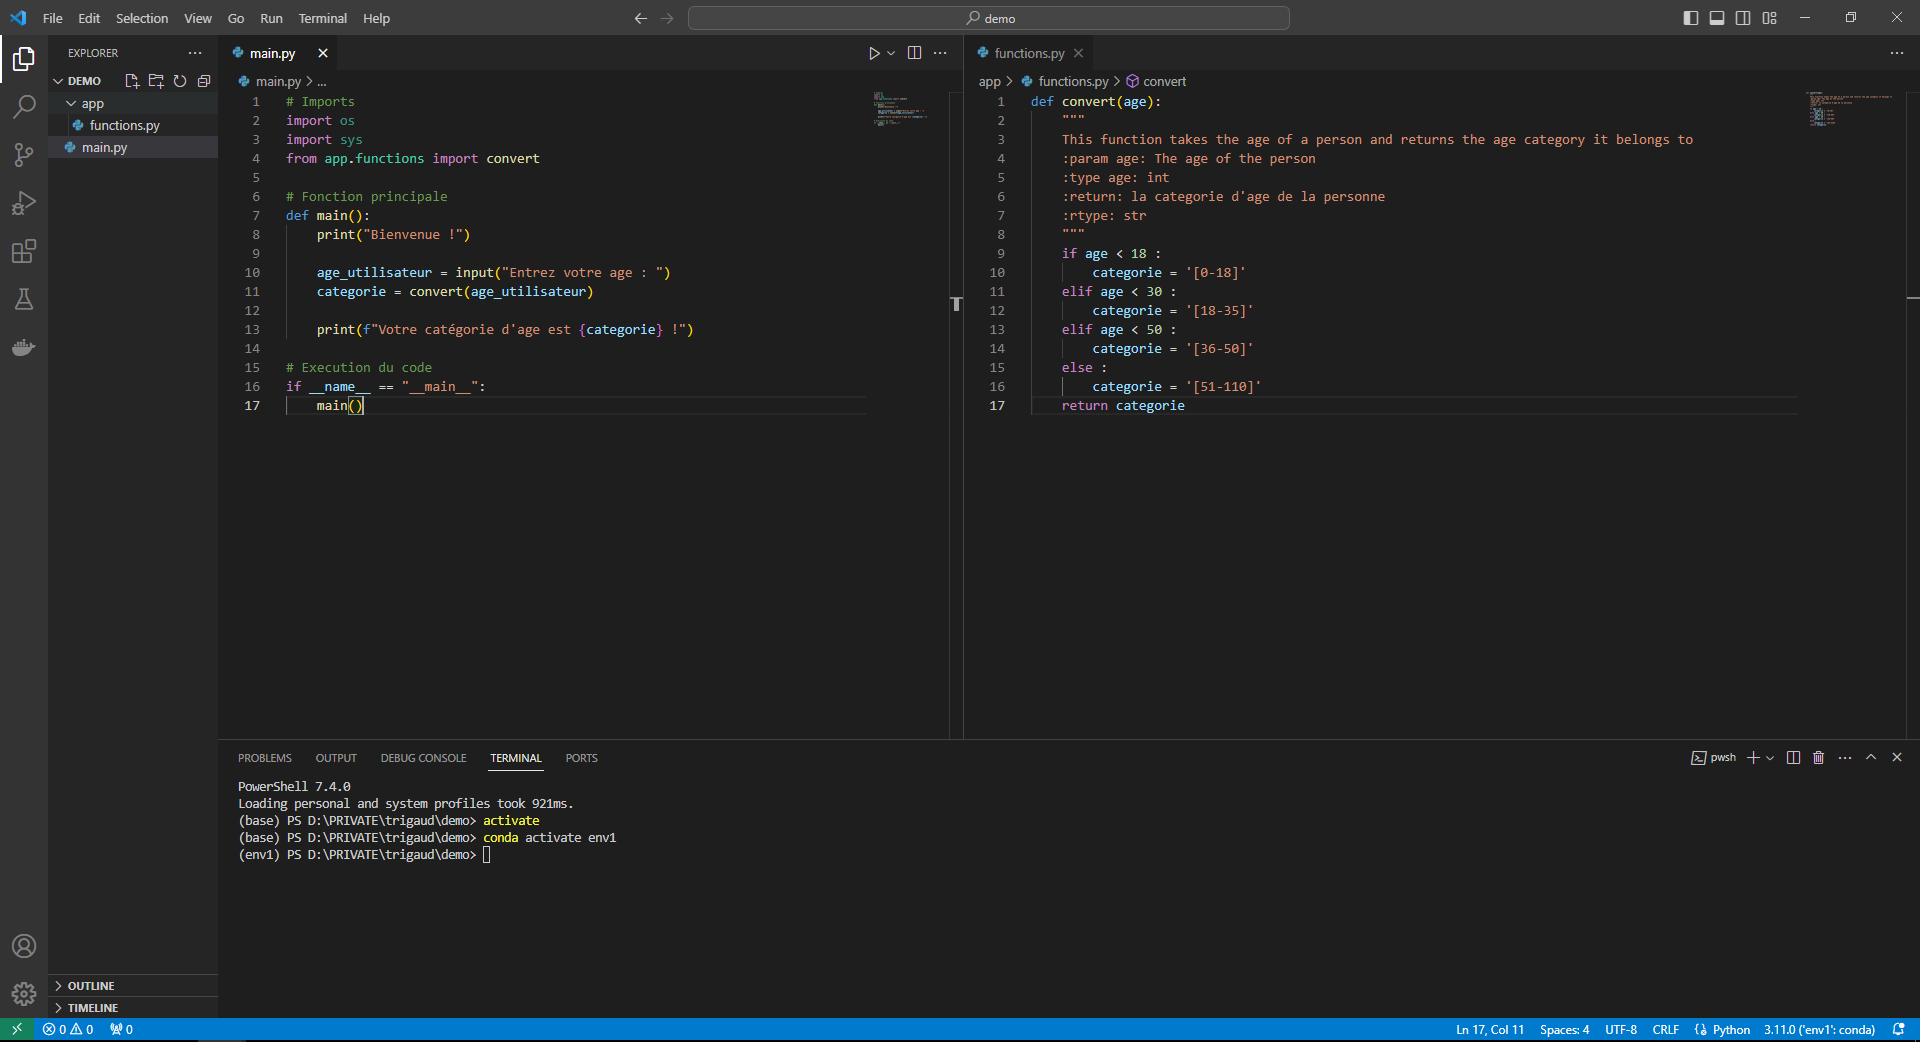 File Edit Selection View Go Run Terminal Help
demo
EXPLORER
DEMO
app
functions.py
main.py
OUTLINE
TIMELINE
main.py
main.py > ...
1 # Imports
2 import os
3 import sys
4 from app.functions import convert
5
6 # Fonction principale
7 def main():
8 print("Bienvenue !")
9
10 age_utilisateur = input("Entrez votre age : ")
11 categorie = convert(age_utilisateur)
12
13 print(f"Votre catégorie d'age est {categorie} !")
14
15 # Execution du code
16 if __name__ == "__main__":
17 main()
functions.py
app > functions.py > convert
1 def convert(age):
2 """
3 This function takes the age of a person and returns the age category it belongs to
4 :param age: The age of the person
5 :type age: int
6 :return: la categorie d'age de la personne
7 :rtype: str
8 """
9 if age < 18 :
10 categorie = '[0-18]'
11 elif age < 30 :
12 categorie = '[18-35]'
13 elif age < 50 :
14 categorie = '[36-50]'
15 else :
16 categorie = '[51-110]'
17 return categorie
PROBLEMS OUTPUT DEBUG CONSOLE TERMINAL PORTS
pwsh
PowerShell 7.4.0
Loading personal and system profiles took 921ms.
(base) PS D:\PRIVATE\trigaud\demo> activate
(base) PS D:\PRIVATE\trigaud\demo> conda activate env1
(env1) PS D:\PRIVATE\trigaud\demo>
0 0 0
Ln 17, Col 11 Spaces: 4 UTF-8 CRLF Python 3.11.0 ('env1': conda)